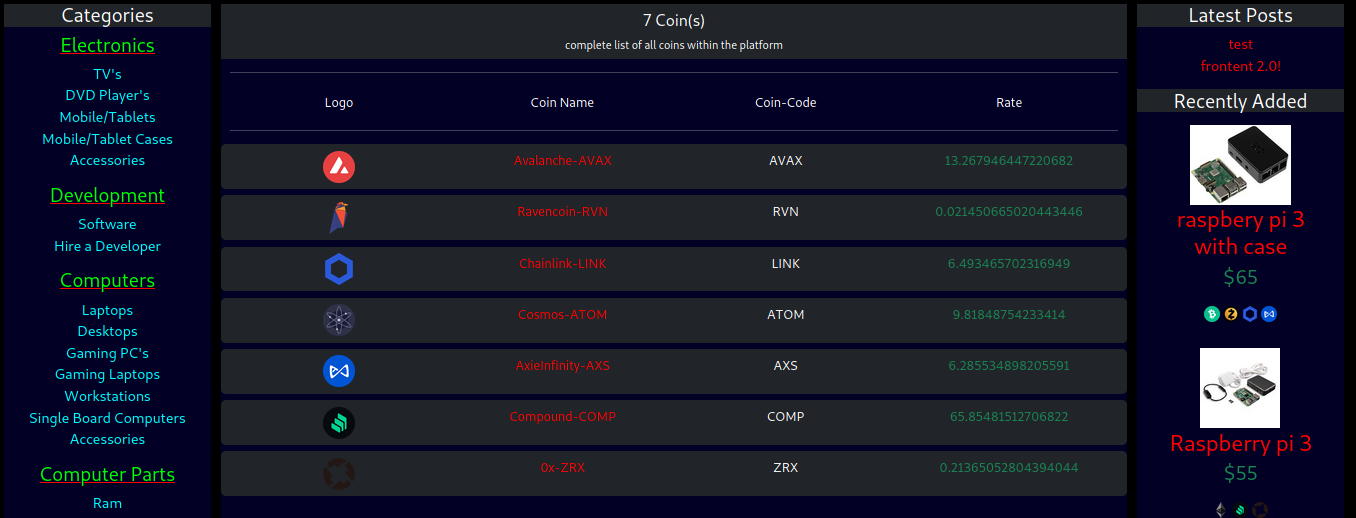 Categories
Electronics
TV's
DVD Player's
Mobile/Tablets
Mobile/Tablet Cases
Accessories
Development
Software
Hire a Developer
Computers
Laptops
Desktops
Gaming PC's
Gaming Laptops
Workstations
Single Board Computers
Accessories
Computer Parts
Ram
7 Coin(s)
complete list of all coins within the platform
Logo Coin Name Coin-Code Rate
Avalanche-AVAX AVAX 13.267946447220682
Ravencoin-RVN RVN 0.021450665020443446
Chainlink-LINK LINK 6.493465702316949
Cosmos-ATOM ATOM 9.81848754233414
AxieInfinity-AXS AXS 6.285534898205591
Compound-COMP COMP 65.85481512706822
0x-ZRX ZRX 0.21365052804394044
Latest Posts
test
frontent 2.0!
Recently Added
raspbery pi 3
with case
$65
Raspberry pi 3
$55